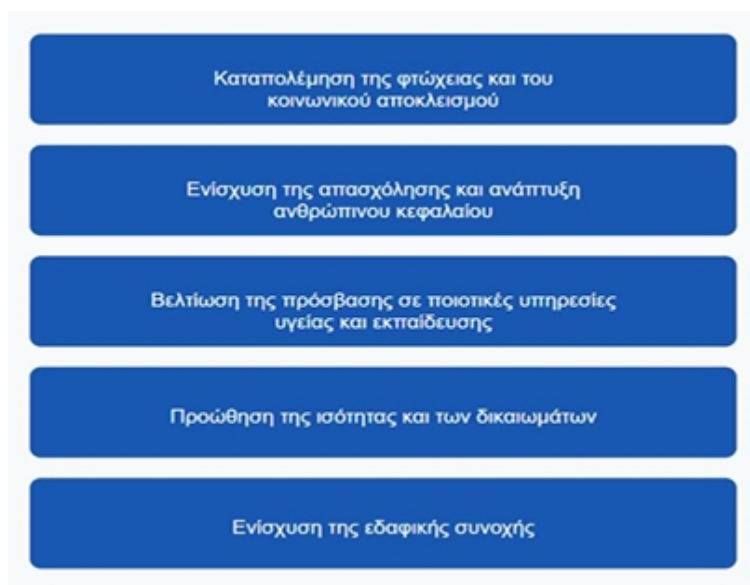 Καταπολέμηση της φτώχειας και του
κοινωνικού αποκλεισμού
Ενίσχυση της απασχόλησης και ανάπτυξη
ανθρώπινου κεφαλαίου
Βελτίωση της πρόσβασης σε ποιοτικές υπηρεσίες
υγείας και εκπαίδευσης
Προώθηση της ισότητας και των δικαιωμάτων
Ενίσχυση της εδαφικής συνοχής